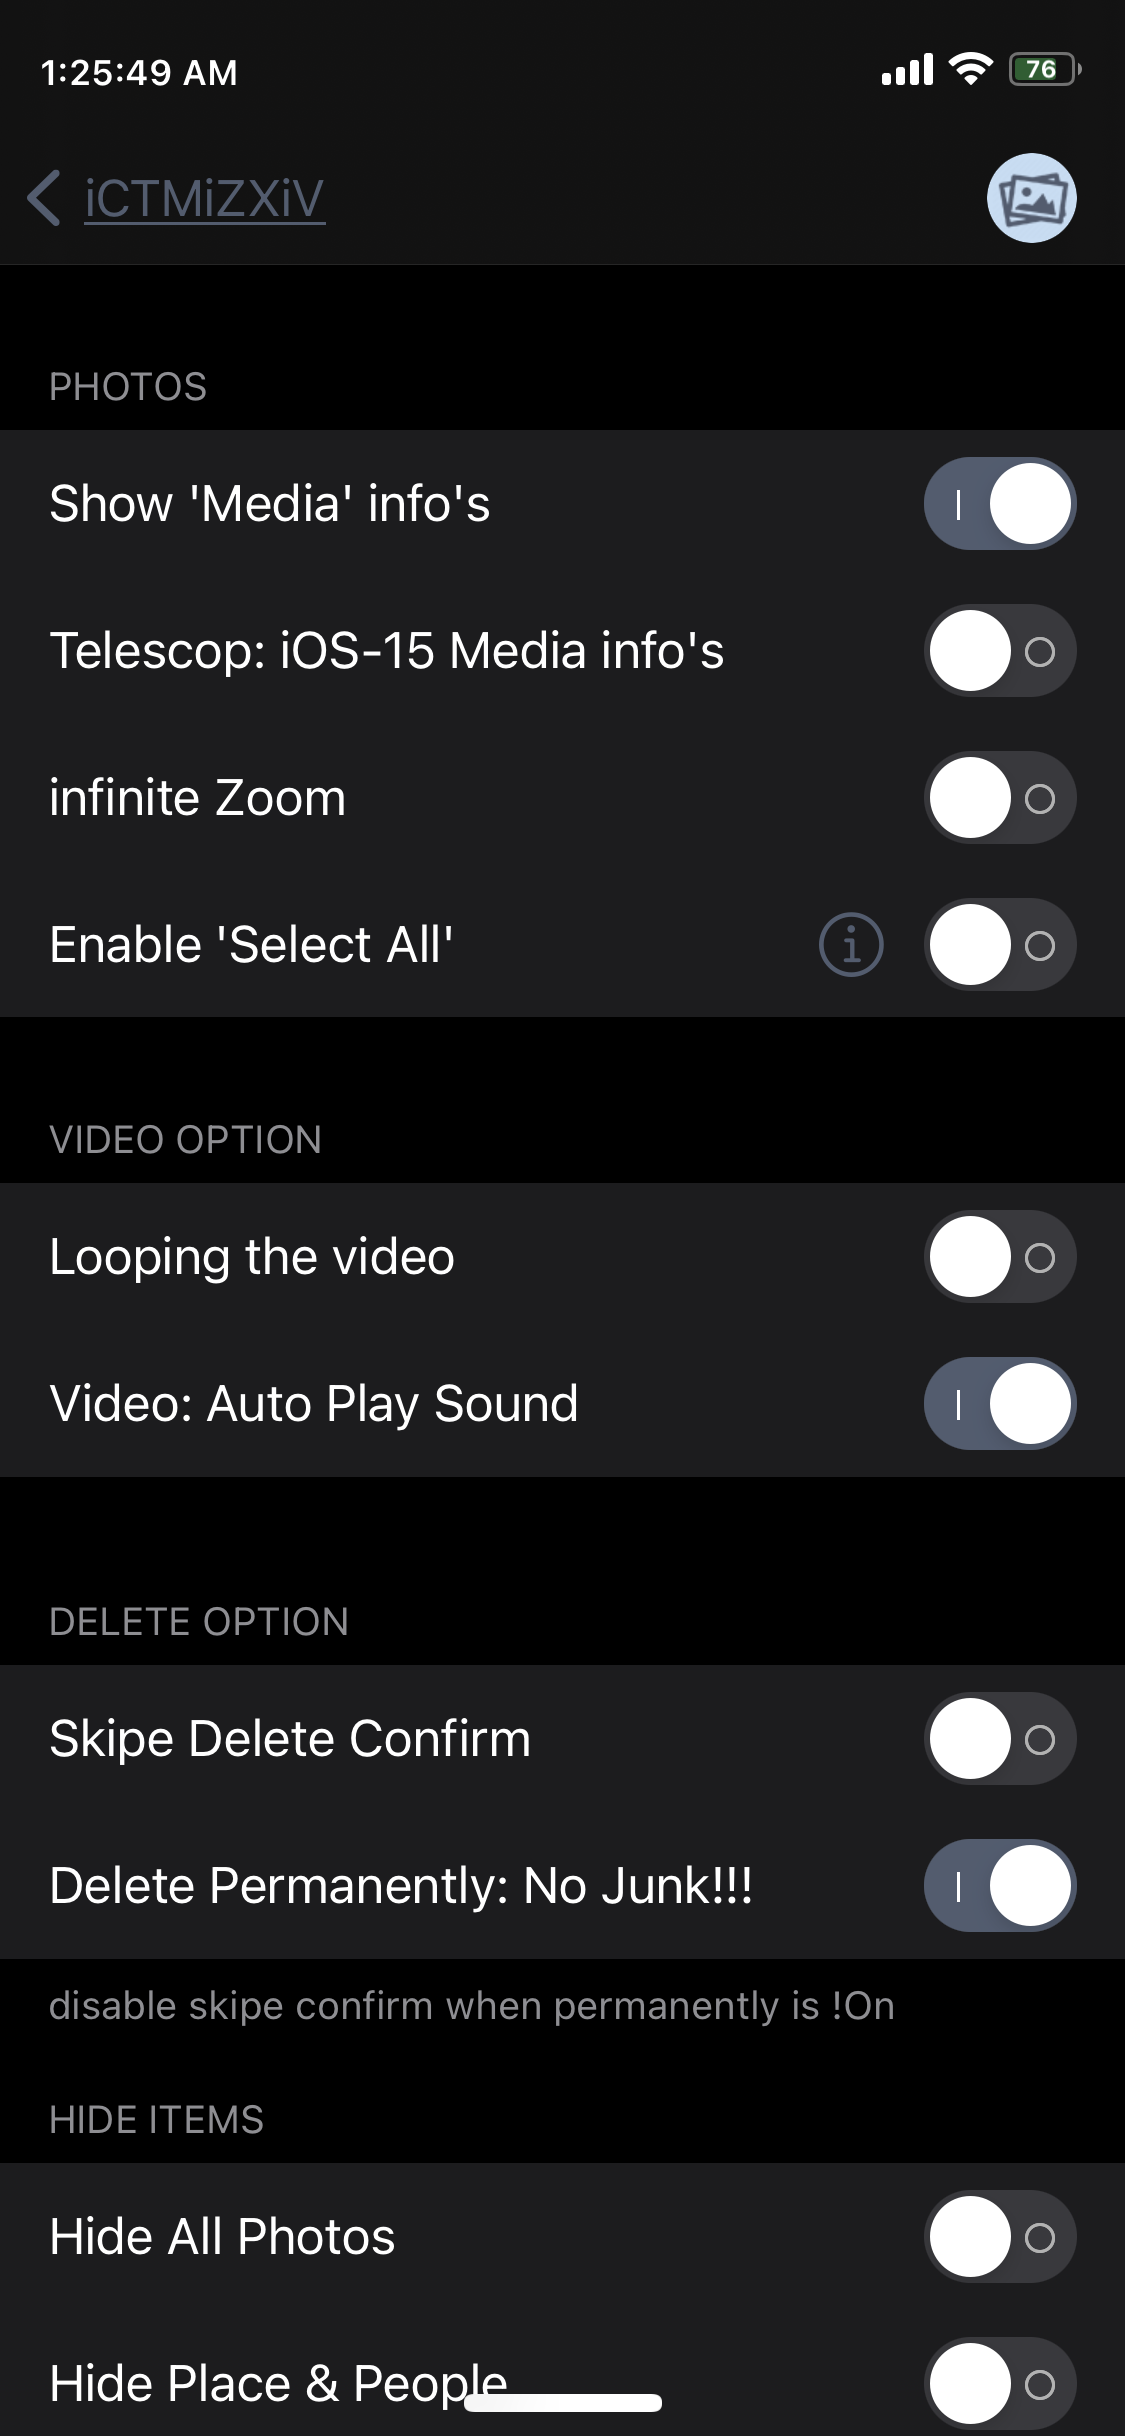 1:25:49 AM
76
iCTMiZXiV
PHOTOS
Show 'Media' info's
Telescop: iOS-15 Media info's
infinite Zoom
Enable 'Select All'
VIDEO OPTION
Looping the video
Video: Auto Play Sound
DELETE OPTION
Skipe Delete Confirm
Delete Permanently: No Junk!!!
disable skipe confirm when permanently is !On
HIDE ITEMS
Hide All Photos
Hide Place & People